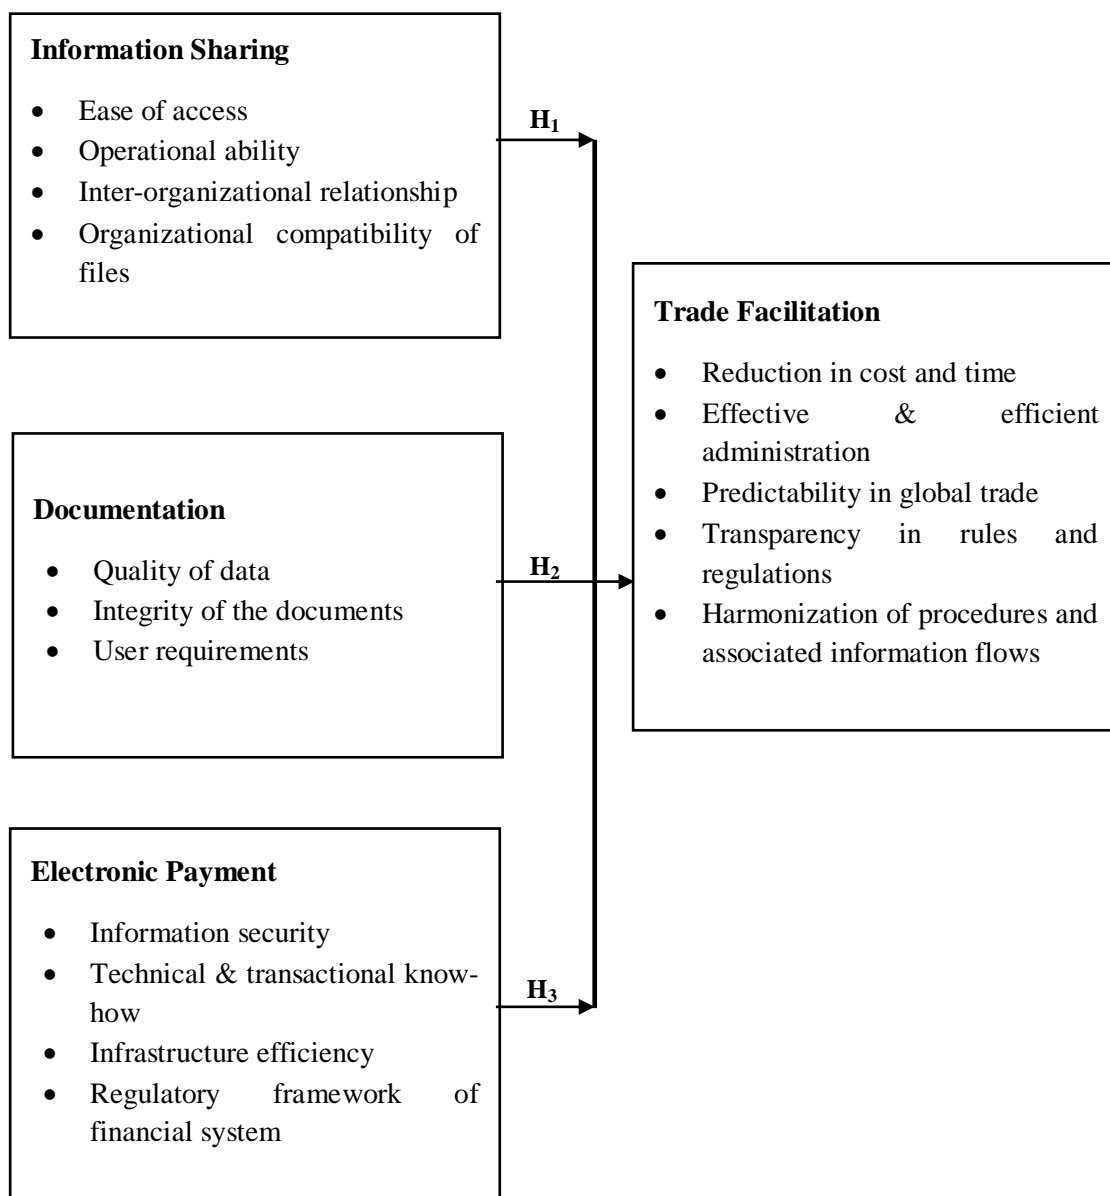 Information Sharing
• Ease of access
• Operational ability
• Inter-organizational relationship
• Organizational compatibility of
files
H₁
Documentation
• Quality of data
• Integrity of the documents
• User requirements
H₂
Electronic Payment
• Information security
• Technical & transactional know-
how
• Infrastructure efficiency
• Regulatory framework of
financial system
H₃
Trade Facilitation
• Reduction in cost and time
• Effective & efficient
administration
• Predictability in global trade
• Transparency in rules and
regulations
• Harmonization of procedures and
associated information flows